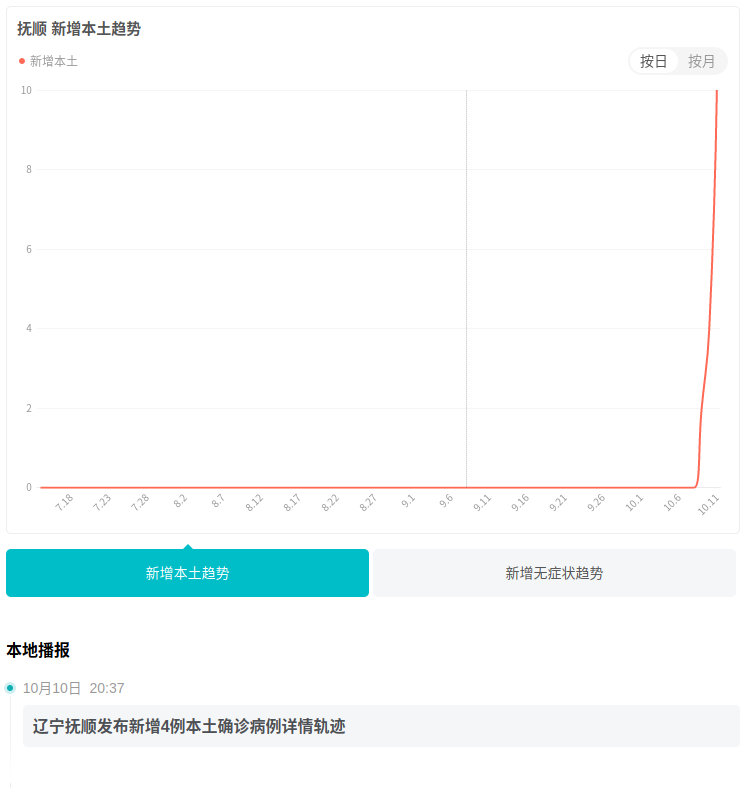 抚顺 新增本土趋势
新增本土
按日 按月
10
8
6
4
2
0
7.18 7.23 7.28 8.2 8.7 8.12 8.17 8.22 8.27 9.1 9.6 9.11 9.16 9.21 9.26 10.1 10.6 10.11
新增本土趋势 新增无症状趋势
本地播报
10月10日 20:37
辽宁抚顺发布新增4例本土确诊病例详情轨迹